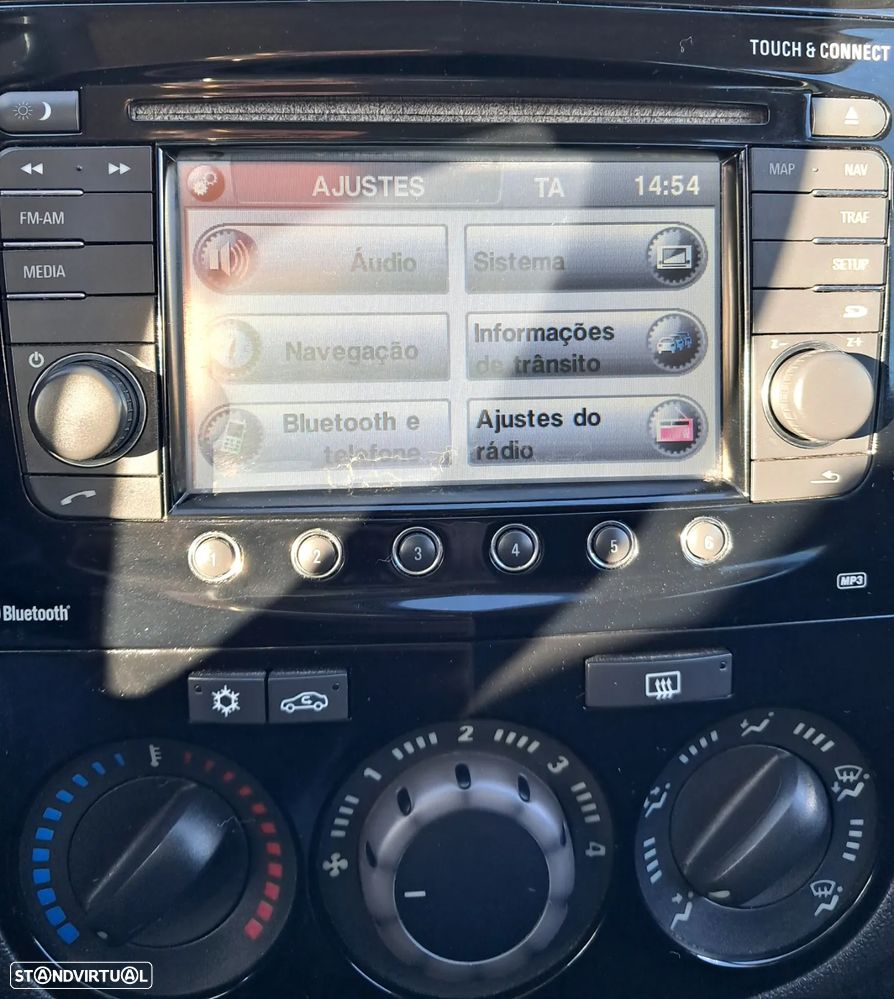 TOUCH & CONNECT
MAP · NAV
AJUSTES TA 14:54
FM-AM
TRAF
Áudio
Sistema
MEDIA
SETUP
Informações
de trânsito
Navegação
z- z+
Bluetooth e
telefone
Ajustes do
rádio
1 2 3 4 5 6
MP3
Bluetooth®
1 2 3 4
STANDVIRTUAL